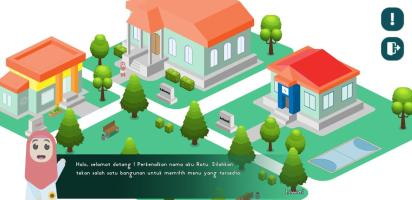 Halo, selamat datang ! Perkenalkan nama aku Ratu. Silahkan
tekan salah satu bangunan untuk memilih menu yang tersedia.